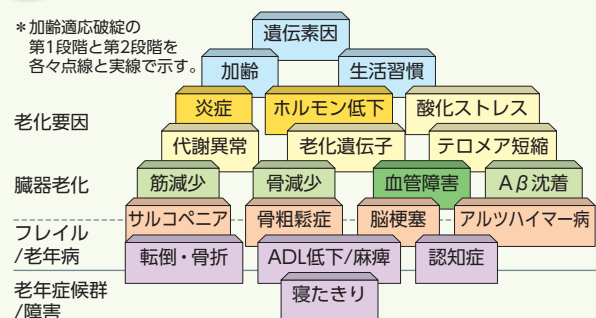 *加齢適応破綻の
第1段階と第2段階を
各々点線と実線で示す。
遺伝素因
加齢
生活習慣
老化要因
炎症
ホルモン低下
酸化ストレス
代謝異常
老化遺伝子
テロメア短縮
臓器老化
筋減少
骨減少
血管障害
Aβ沈着
サルコペニア
骨粗鬆症
脳梗塞
アルツハイマー病
フレイル
/老年病
転倒・骨折
ADL低下/麻痺
認知症
老年症候群
/障害
寝たきり